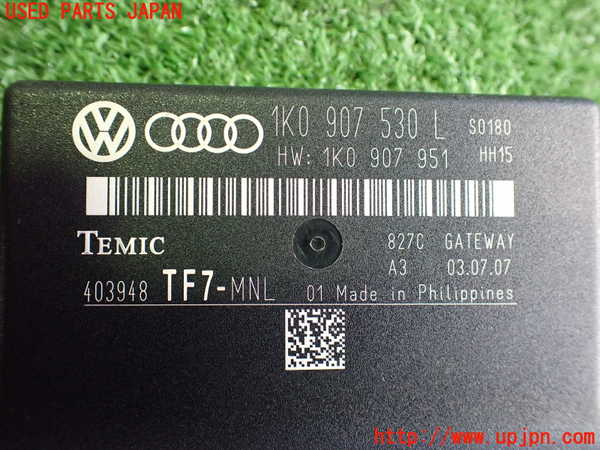 USED PARTS JAPAN
1K0 907 530 L S0180
HW: 1K0 907 951 HH15
TEMIC 827C GATEWAY
A3 03.07.07
403948 TF7-MNL 01 Made in Philippines
http://www.upjpn.com